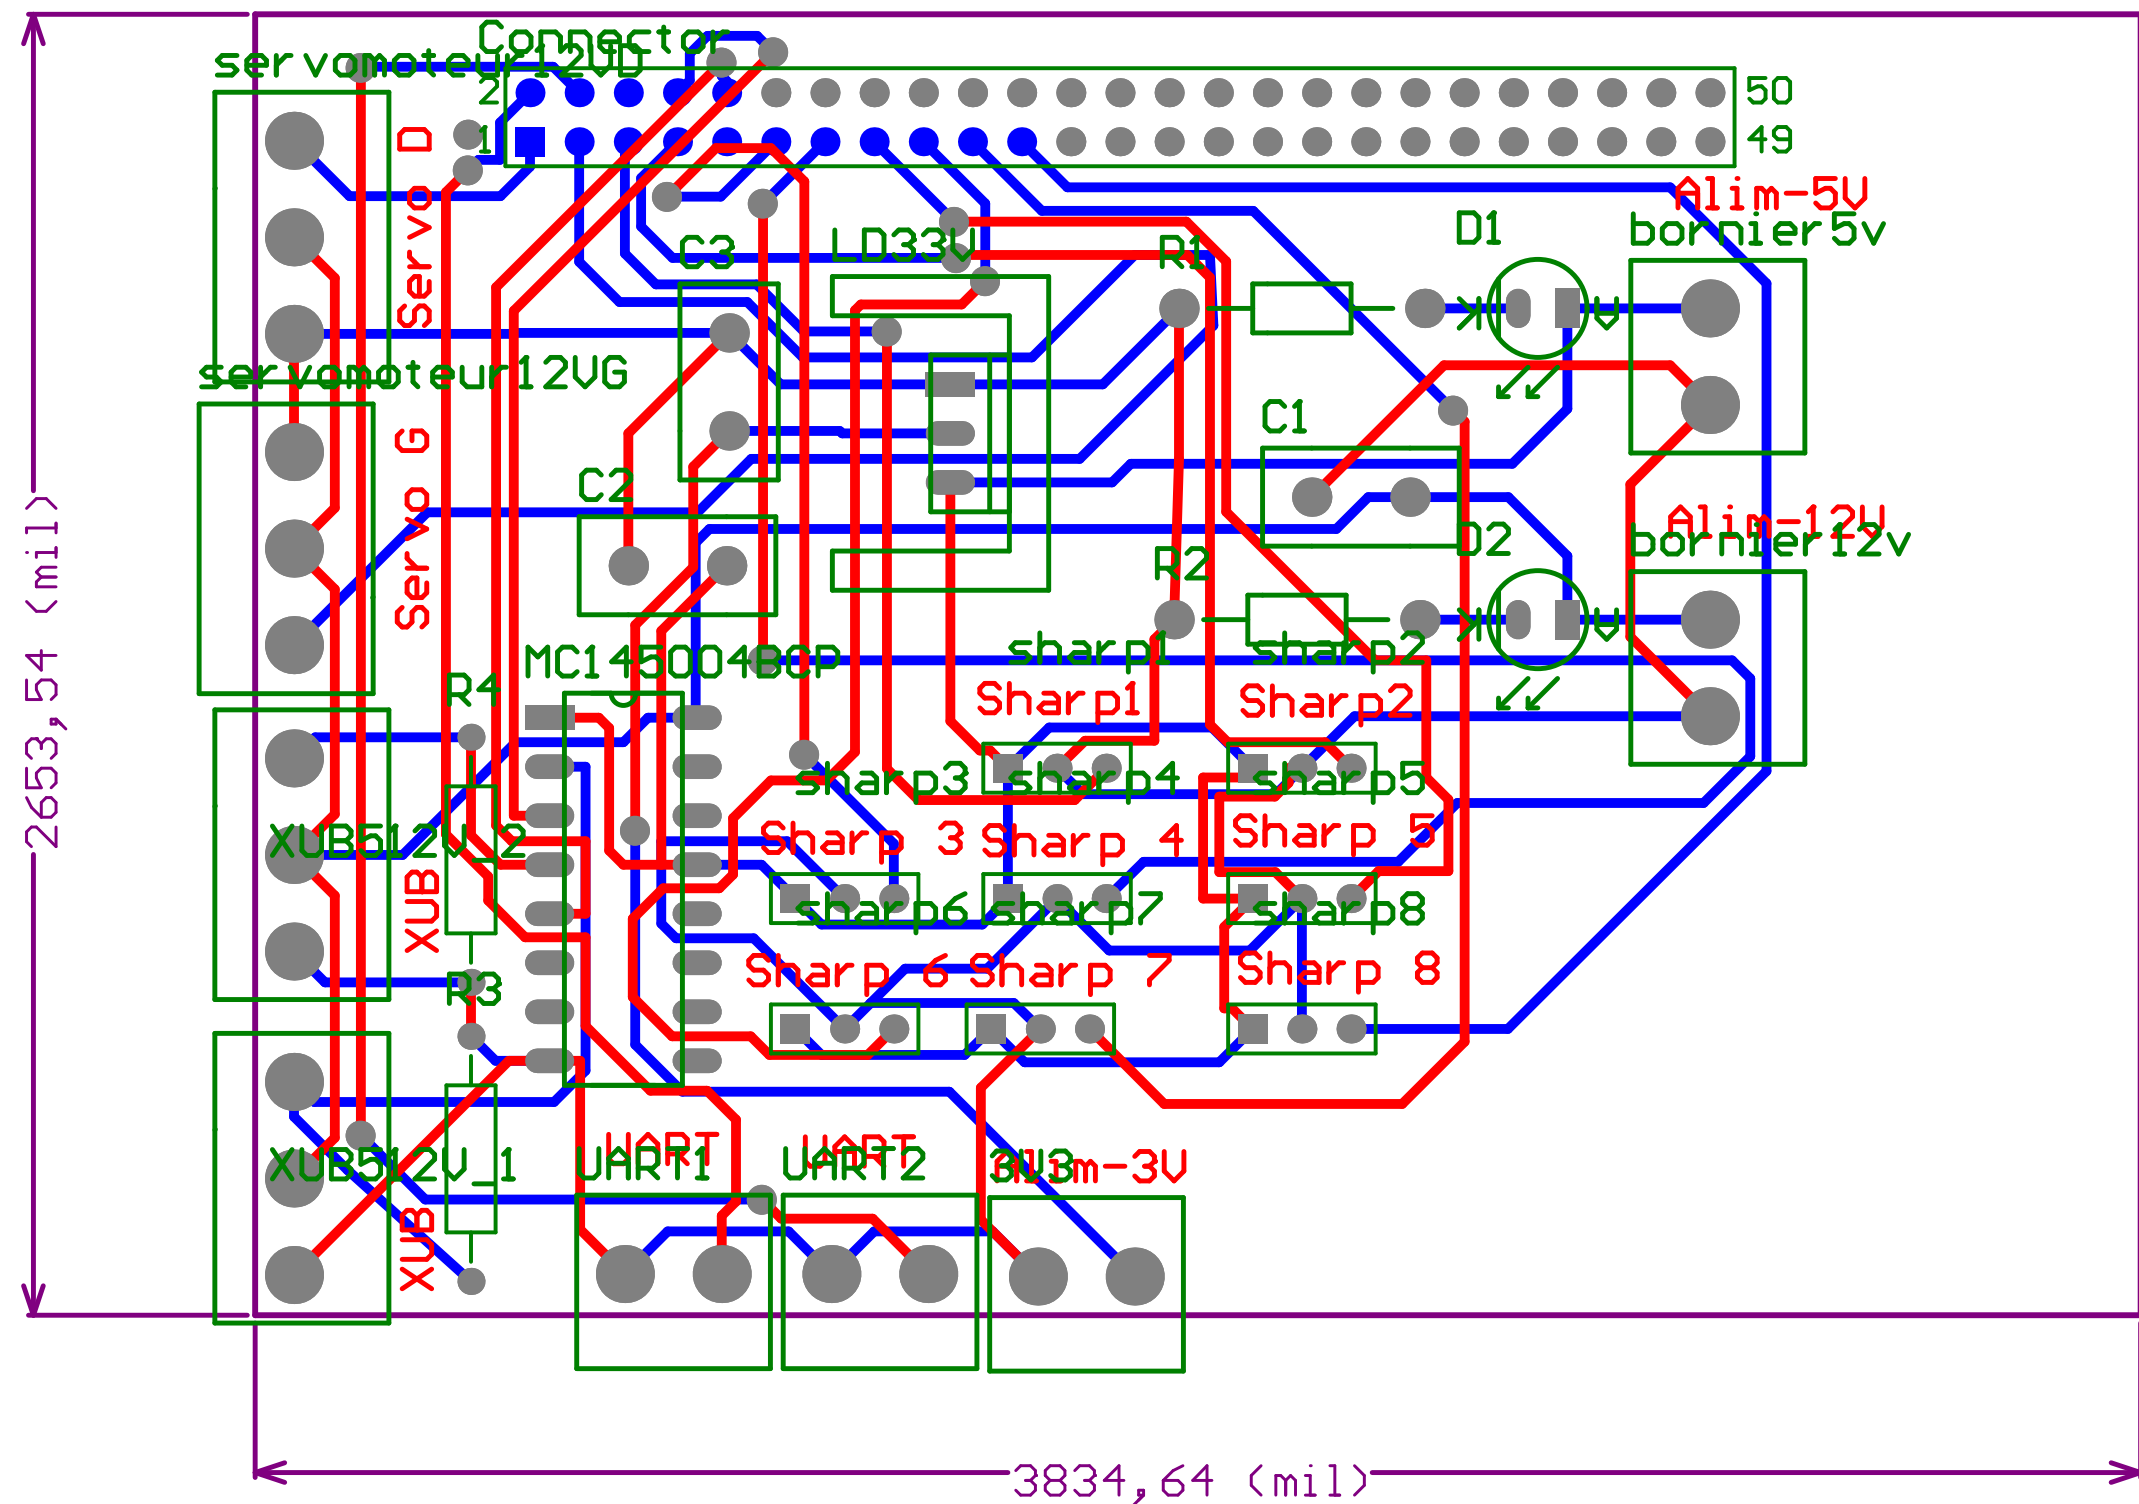 Connector
servomoteur12VD
2
50
1
49
Servo D
Alim-5V
bornier5v
D1
R1
C3
LD33V
servomoteur12VG
C1
C2
Servo G
Alim-12V
bornier12v
D2
R2
2653,54 (mil)
MC145004BCP
sharp1
sharp2
R4
Sharp1
Sharp2
sharp3
sharp4
sharp5
XUB512V_2
Sharp 3
Sharp 4
Sharp 5
XUB
sharp6
sharp7
sharp8
Sharp 6
Sharp 7
Sharp 8
R3
UART
UART
XUB512V_1
UART1
UART2
3V3
Alim-3V
XUB
3834,64 (mil)